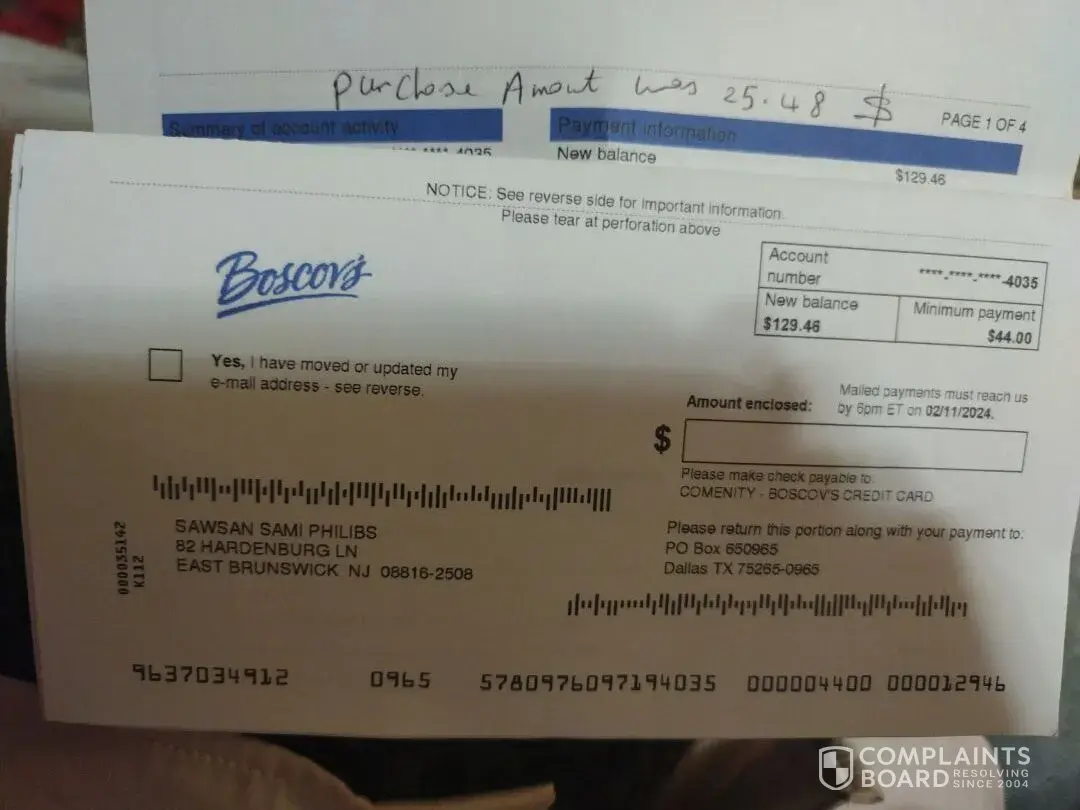 Purchase Amout was 25.48 $
PAGE 1 OF 4
Summary of account activity
Payment information
**** **** 4035
New balance
$129.46
NOTICE: See reverse side for important information.
Please tear at perforation above
Boscov's
Account number
****-****-****-4035
New balance
$129.46
Minimum payment
$44.00
Yes, I have moved or updated my
e-mail address - see reverse.
Mailed payments must reach us
by 6pm ET on 02/11/2024.
Amount enclosed:
$
Please make check payable to:
COMENITY - BOSCOV'S CREDIT CARD
SAWSAN SAMI PHILIBS
82 HARDENBURG LN
EAST BRUNSWICK NJ 08816-2508
000035142
K112
Please return this portion along with your payment to:
PO Box 650965
Dallas TX 75265-0965
9637034912 0965 5780976097194035 000004400 000012946
COMPLAINTS
BOARD RESOLVING
SINCE 2004